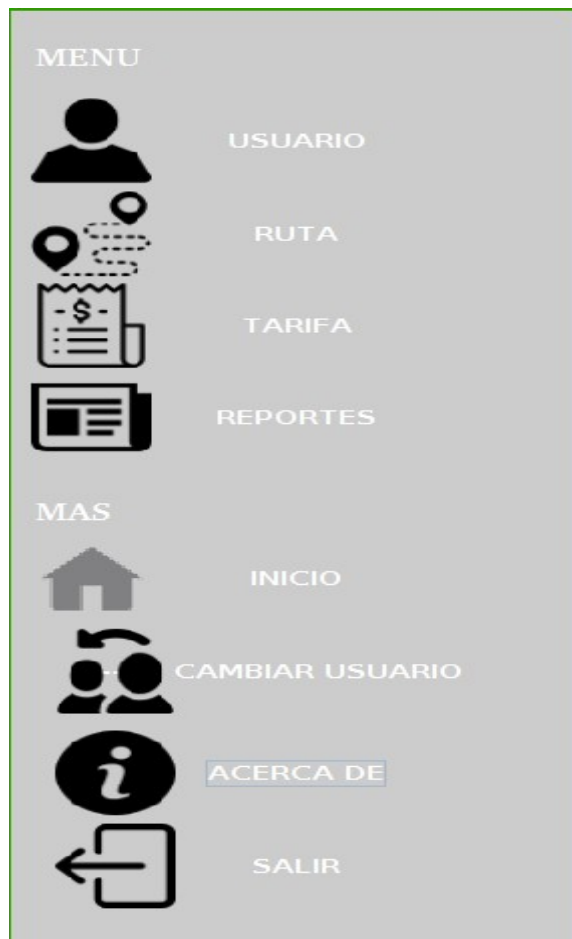 MENU
USUARIO
RUTA
- $ -
TARIFA
REPORTES
MAS
INICIO
CAMBIAR USUARIO
i
ACERCA DE
SALIR